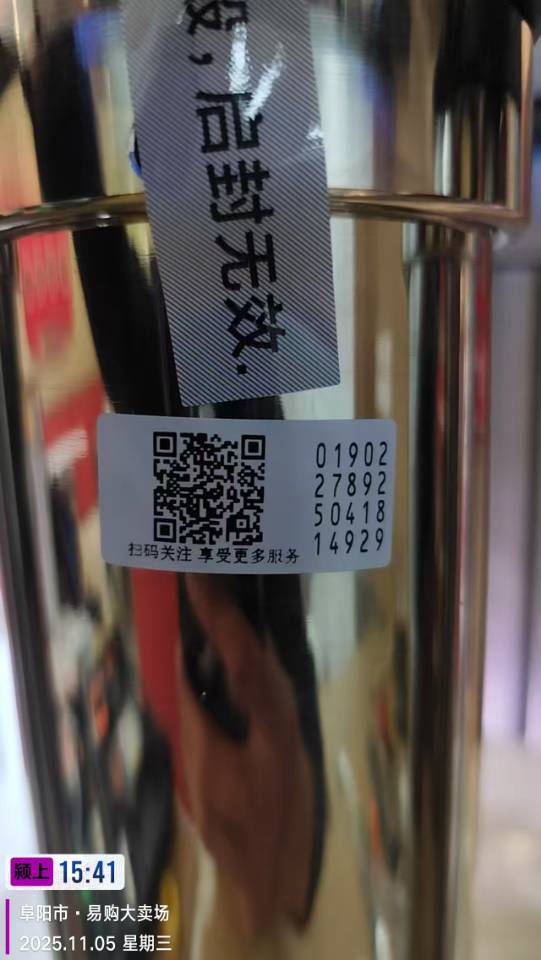 ，启封无效.
01902
27892
50418
14929
扫码关注 享受更多服务
颍上 15:41
阜阳市·易购大卖场
2025.11.05 星期三